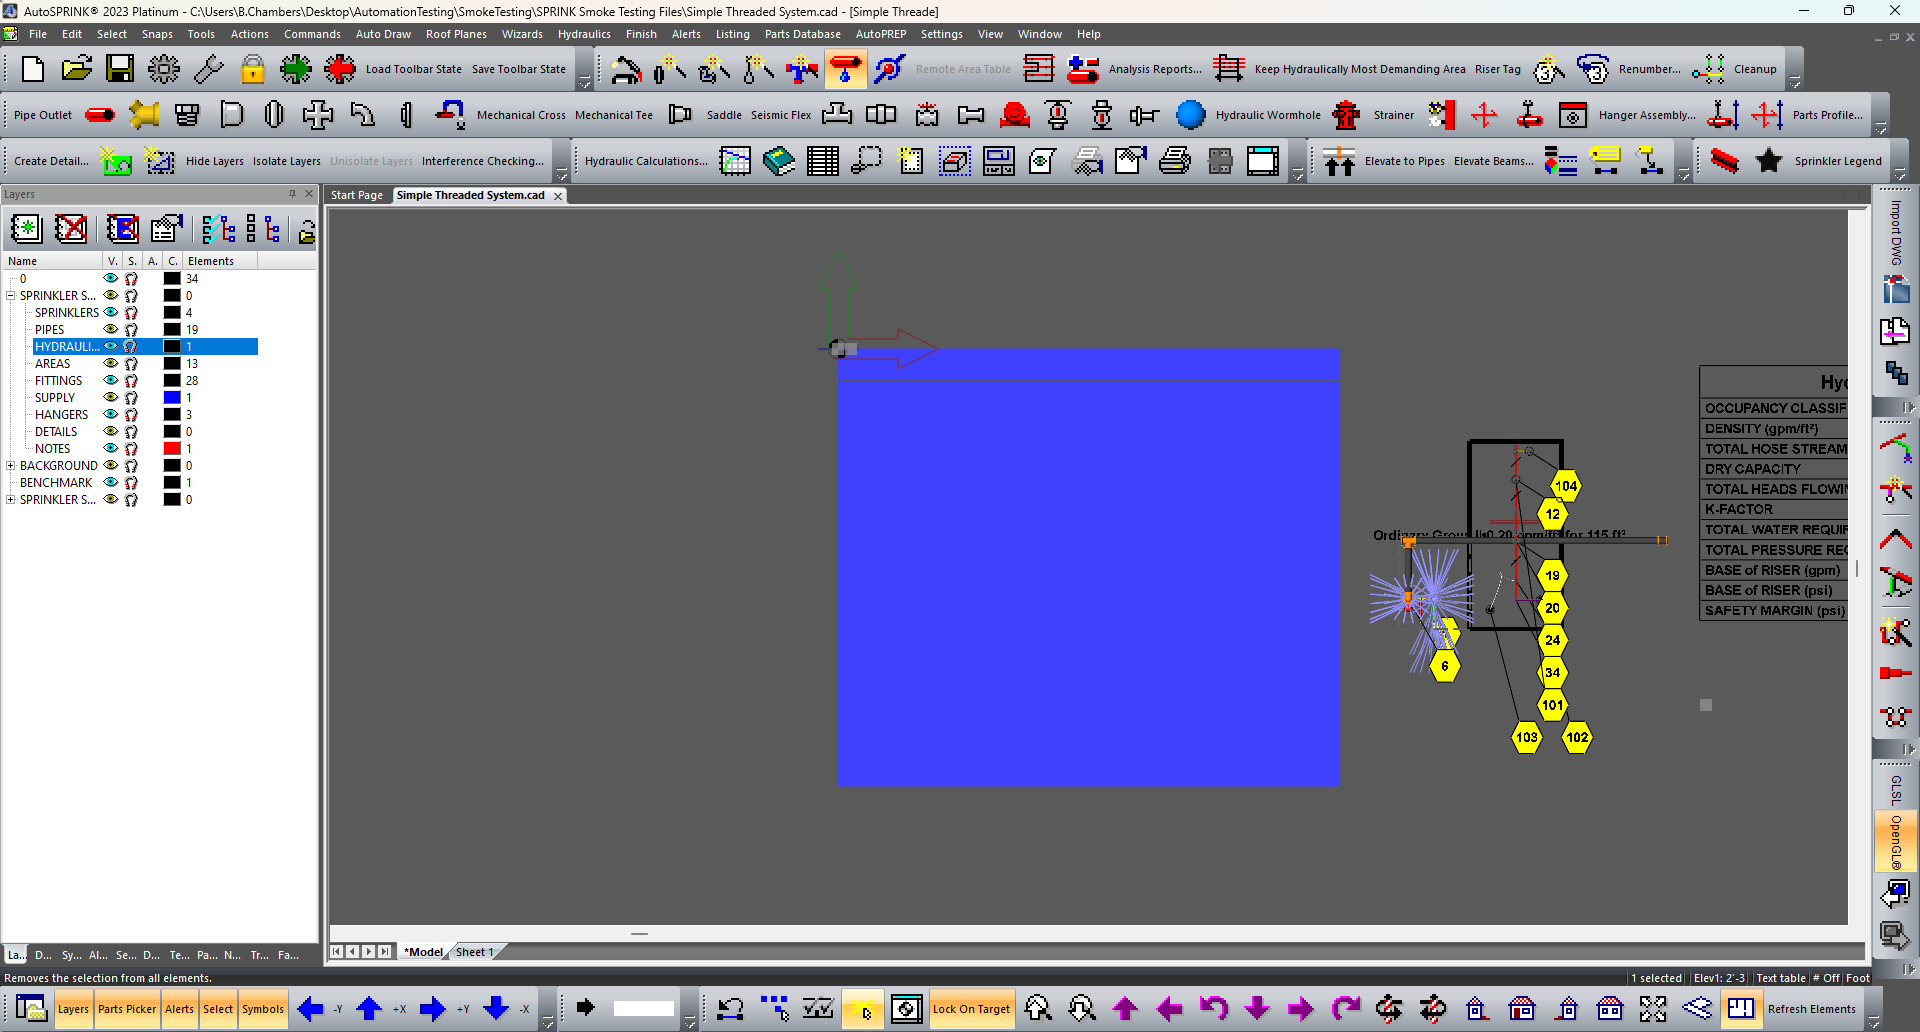 AutoSPRINK® 2023 Platinum - C:\Users\B.Chambers\Desktop\AutomationTesting\SmokeTesting\SPRINK Smoke Testing Files\Simple Threaded System.cad - [Simple Threade]
File Edit Select Snaps Tools Actions Commands Auto Draw Roof Planes Wizards Hydraulics Finish Alerts Listing Parts Database AutoPREP Settings View Window Help
Load Toolbar State Save Toolbar State Remote Area Table Analysis Reports... Keep Hydraulically Most Demanding Area Riser Tag Renumber... Cleanup
Pipe Outlet Mechanical Cross Mechanical Tee Saddle Seismic Flex Hydraulic Wormhole Strainer Hanger Assembly... Parts Profile...
Create Detail... Hide Layers Isolate Layers Unisolate Layers Interference Checking... Hydraulic Calculations... Elevate to Pipes Elevate Beams... Sprinkler Legend
Layers
Start Page Simple Threaded System.cad
Name V. S. A. C. Elements
0 34
SPRINKLER S... 0
SPRINKLERS 4
PIPES 19
HYDRAULI... 1
AREAS 13
FITTINGS 28
SUPPLY 1
HANGERS 3
DETAILS 0
NOTES 1
BACKGROUND 0
BENCHMARK 1
SPRINKLER S... 0
Hyd
OCCUPANCY CLASSIF
DENSITY (gpm/ft²)
TOTAL HOSE STREAM
DRY CAPACITY
TOTAL HEADS FLOWIN
K-FACTOR
TOTAL WATER REQUIR
TOTAL PRESSURE REQ
BASE of RISER (gpm)
BASE of RISER (psi)
SAFETY MARGIN (psi)
104
12
Ordinary Group II 0.20 gpm/ft² for 115 ft²
19
20
24
6
34
101
103
102
Import DWG
GLSL
OpenGL®
*Model Sheet 1
La... D... Sy... Al... Se... D... Te... Pa... N... Tr... Fa...
Removes the selection from all elements.
1 selected Elev1: 2'-3 Text table # Off Foot
Layers Parts Picker Alerts Select Symbols -Y +X +Y -X Lock On Target Refresh Elements